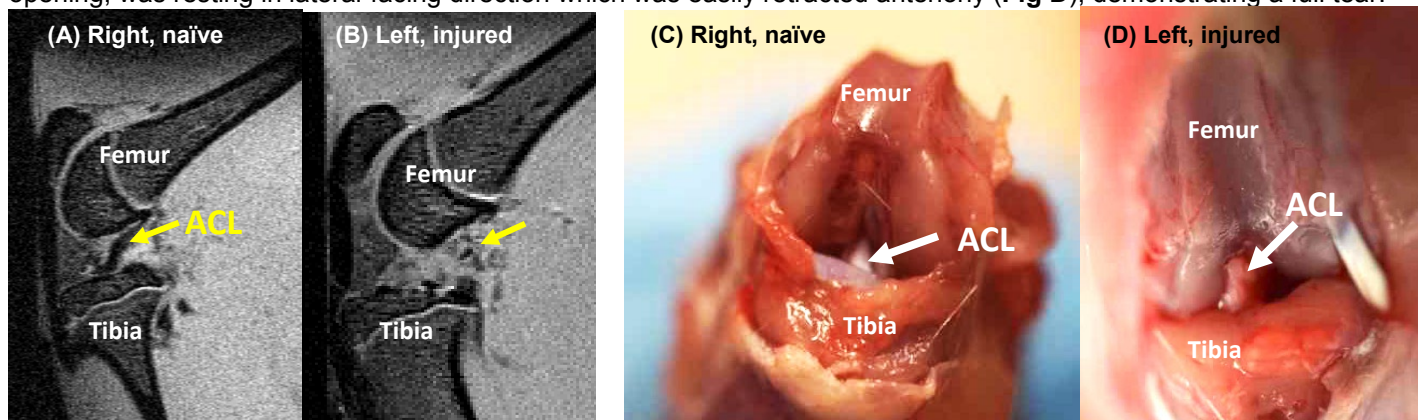 opening, was resting in lateral facing direction which was easily retracted anteriorly (Fig D), demonstrating a full tear.
(A) Right, naïve
(B) Left, injured
(C) Right, naïve
(D) Left, injured
Femur
ACL
Tibia
Femur
Tibia
Femur
ACL
Tibia
Femur
ACL
Tibia